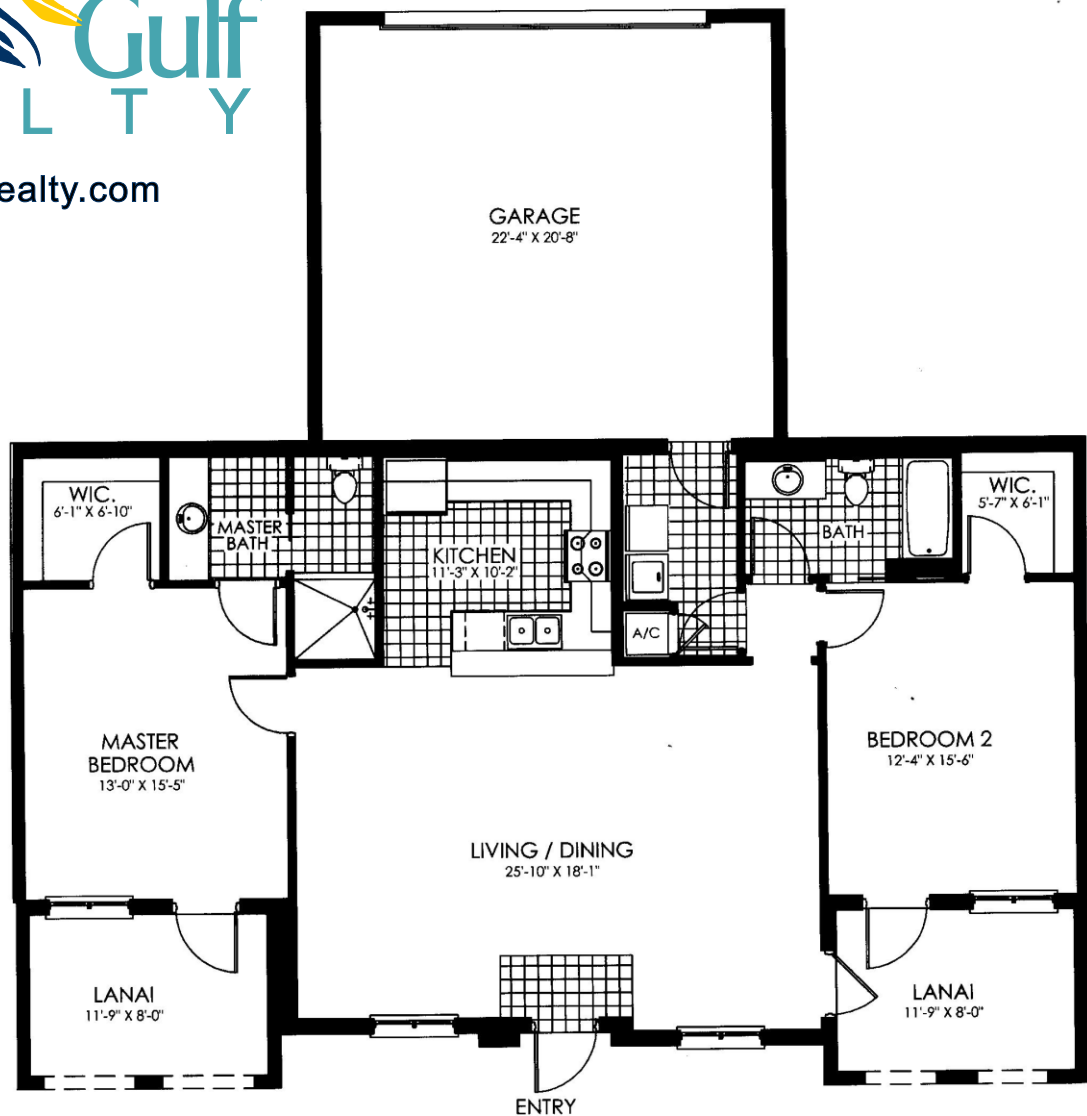 Gulf
L T Y
ealty.com
GARAGE
22'-4" X 20'-8"
WIC.
6'-1" X 6'-10"
MASTER
BATH
KITCHEN
11'-3" X 10'-2"
A/C
BATH
WIC.
5'-7" X 6'-1"
MASTER
BEDROOM
13'-0" X 15'-5"
BEDROOM 2
12'-4" X 15'-6"
LIVING / DINING
25'-10" X 18'-1"
LANAI
11'-9" X 8'-0"
LANAI
11'-9" X 8'-0"
ENTRY